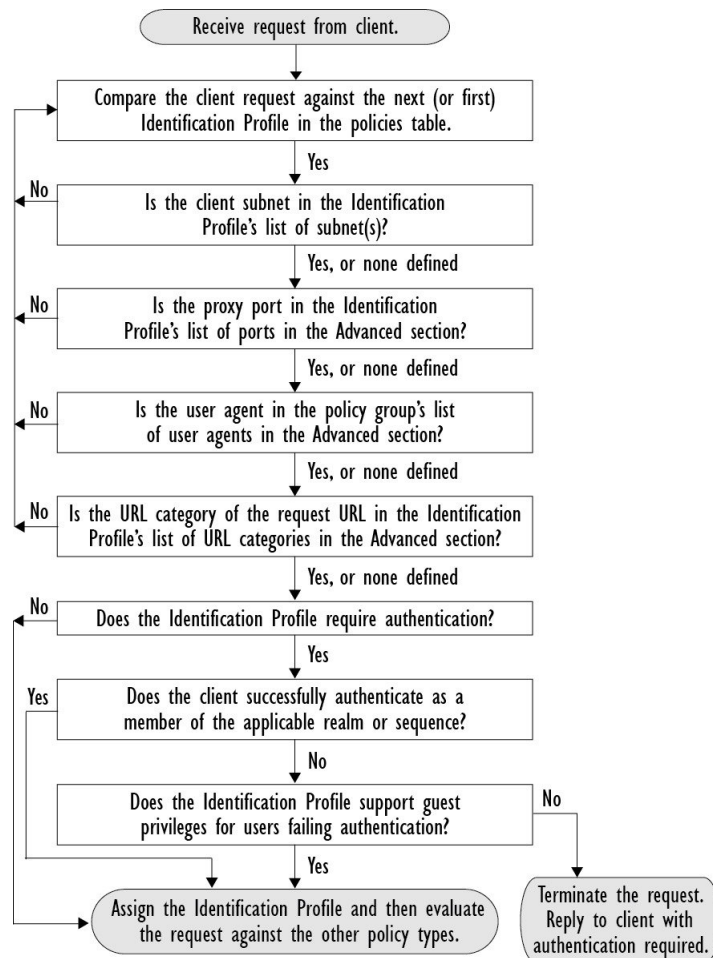 Receive request from client.
Compare the client request against the next (or first)
Identification Profile in the policies table.
Yes
No
Is the client subnet in the Identification
Profile's list of subnet(s)?
Yes, or none defined
No
Is the proxy port in the Identification
Profile's list of ports in the Advanced section?
Yes, or none defined
No
Is the user agent in the policy group's list
of user agents in the Advanced section?
Yes, or none defined
No
Is the URL category of the request URL in the Identification
Profile's list of URL categories in the Advanced section?
Yes, or none defined
No
Does the Identification Profile require authentication?
Yes
Yes
Does the client successfully authenticate as a
member of the applicable realm or sequence?
No
Does the Identification Profile support guest
privileges for users failing authentication?
No
Yes
Assign the Identification Profile and then evaluate
the request against the other policy types.
Terminate the request.
Reply to client with
authentication required.